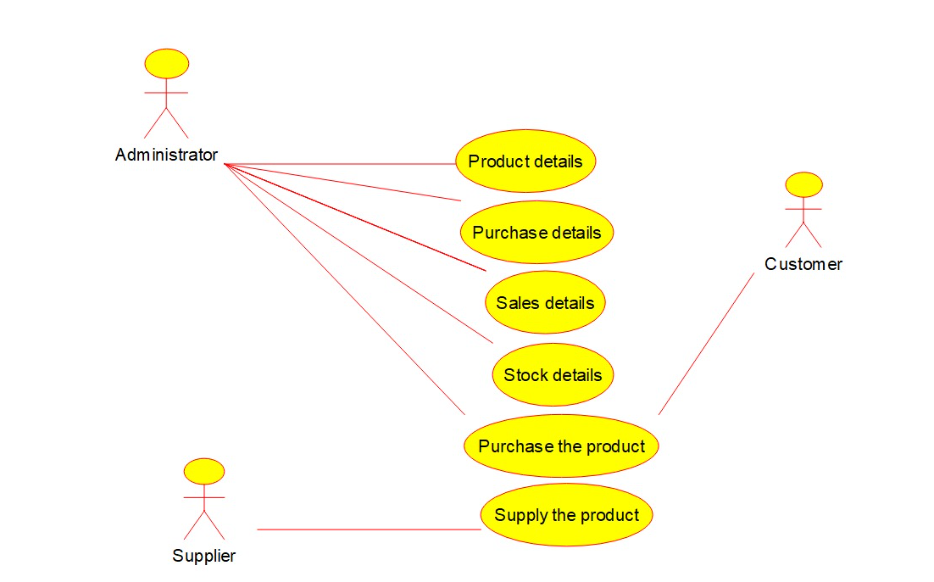 Administrator
Product details
Purchase details
Customer
Sales details
Stock details
Purchase the product
Supply the product
Supplier